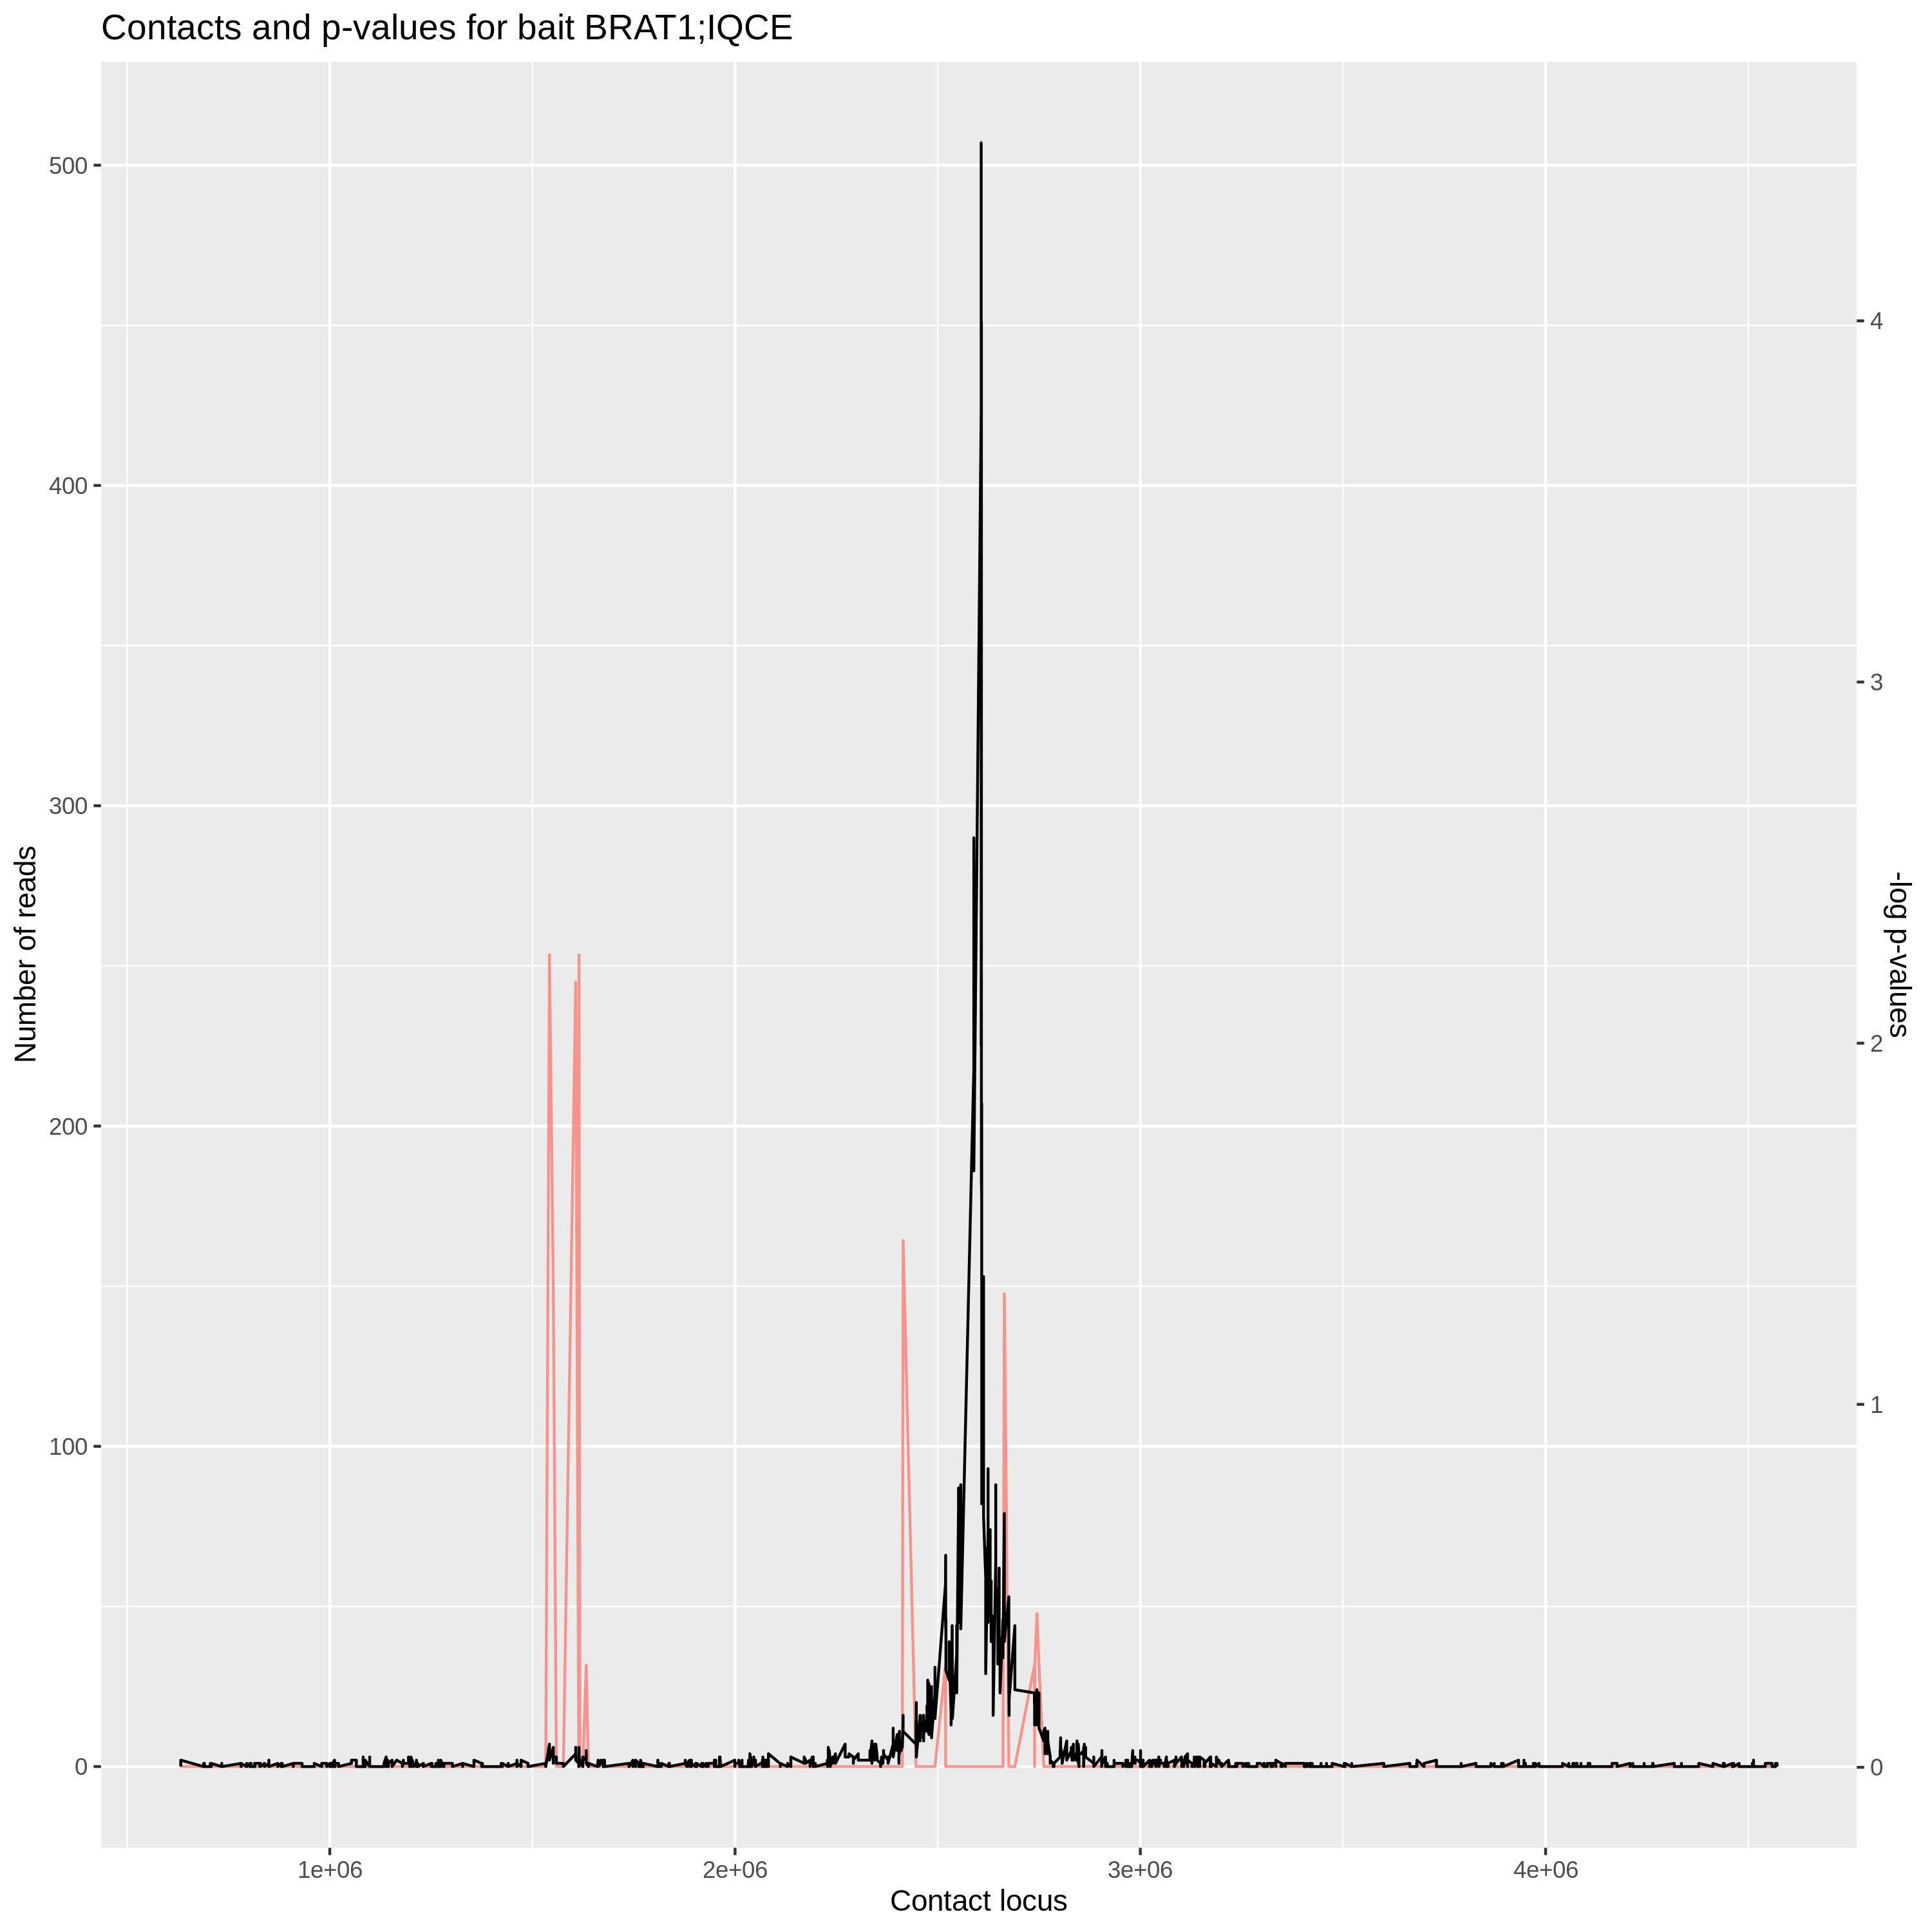 Contacts and p-values for bait BRAT1;IQCE
500
400
300
200
100
0
Number of reads
4
3
2
1
0
-log p-values
1e+06
2e+06
3e+06
4e+06
Contact locus